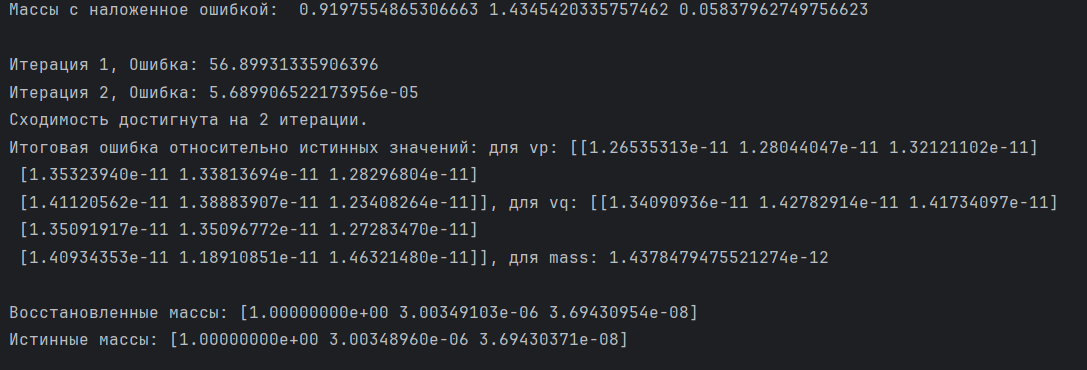 Массы с наложенное ошибкой:  0.9197554865306663 1.4345420335757462 0.05837962749756623
Итерация 1, Ошибка: 56.89931335906396
Итерация 2, Ошибка: 5.689906522173956e-05
Сходимость достигнута на 2 итерации.
Итоговая ошибка относительно истинных значений: для vp: [[1.26535313e-11 1.28044047e-11 1.32121102e-11]
[1.35323940e-11 1.33813694e-11 1.28296804e-11]
[1.41120562e-11 1.38883907e-11 1.23408264e-11]], для vq: [[1.34090936e-11 1.42782914e-11 1.41734097e-11]
[1.35091917e-11 1.35096772e-11 1.27283470e-11]
[1.40934353e-11 1.18910851e-11 1.46321480e-11]], для mass: 1.4378479475521274e-12
Восстановленные массы: [1.00000000e+00 3.00349103e-06 3.69430954e-08]
Истинные массы: [1.00000000e+00 3.00348960e-06 3.69430371e-08]